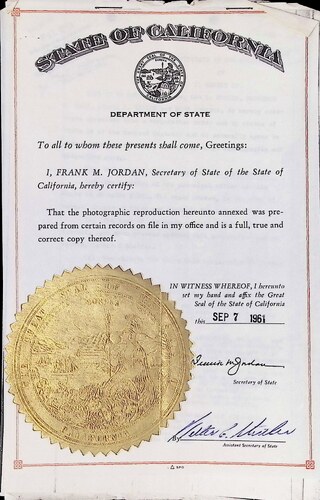 STATE OF CALIFORNIA
DEPARTMENT OF STATE
To all to whom these presents shall come, Greetings:
I, FRANK M. JORDAN, Secretary of State of the State of
California, hereby certify:
That the photographic reproduction hereunto annexed was pre-
pared from certain records on file in my office and is a full, true and
correct copy thereof.
IN WITNESS WHEREOF, I hereunto
set my hand and affix the Great
Seal of the State of California
this SEP 7 1961
Frank M Jordan
Secretary of State
By
Assistant Secretary of State